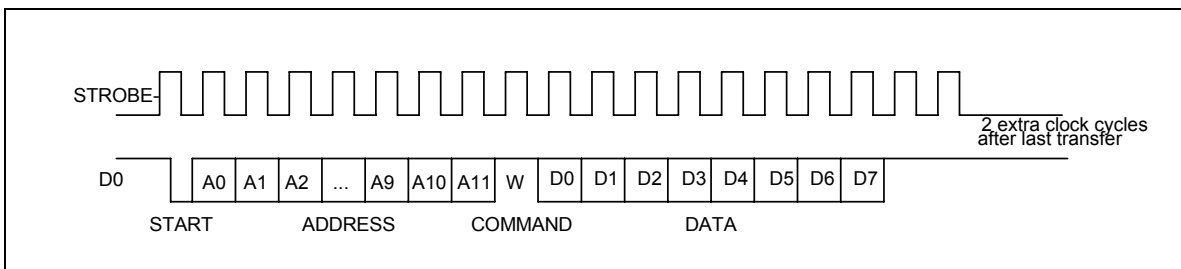 STROBE-
2 extra clock cycles
after last transfer
D0 A0 A1 A2 ... A9 A10 A11 W D0 D1 D2 D3 D4 D5 D6 D7
START ADDRESS COMMAND DATA